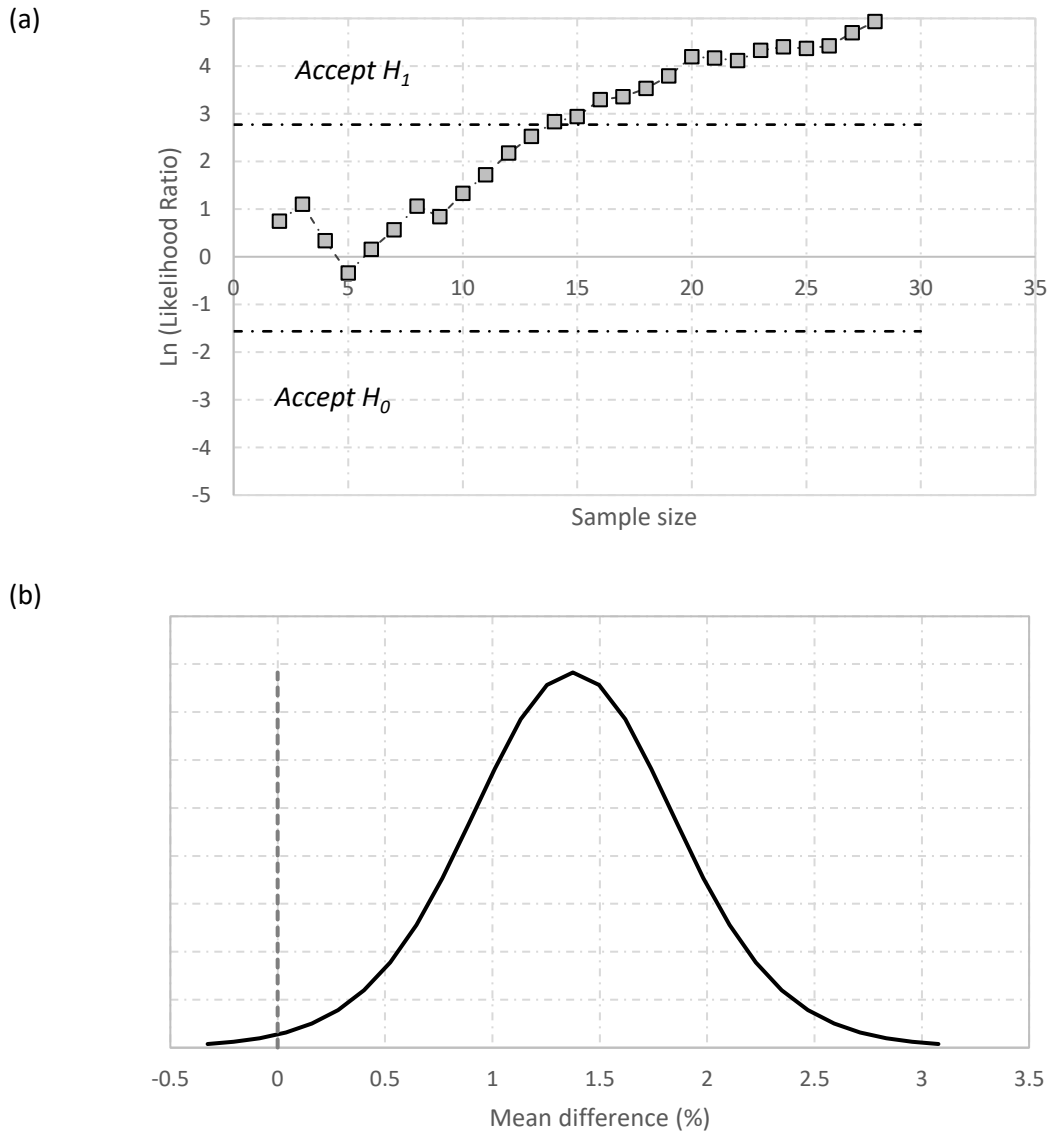 (a)
5
4
3
2
1
0
-1
-2
-3
-4
-5
Ln (Likelihood Ratio)
Accept H1
Accept H0
0 5 10 15 20 25 30 35
Sample size
(b)
-0.5 0 0.5 1 1.5 2 2.5 3 3.5
Mean difference (%)